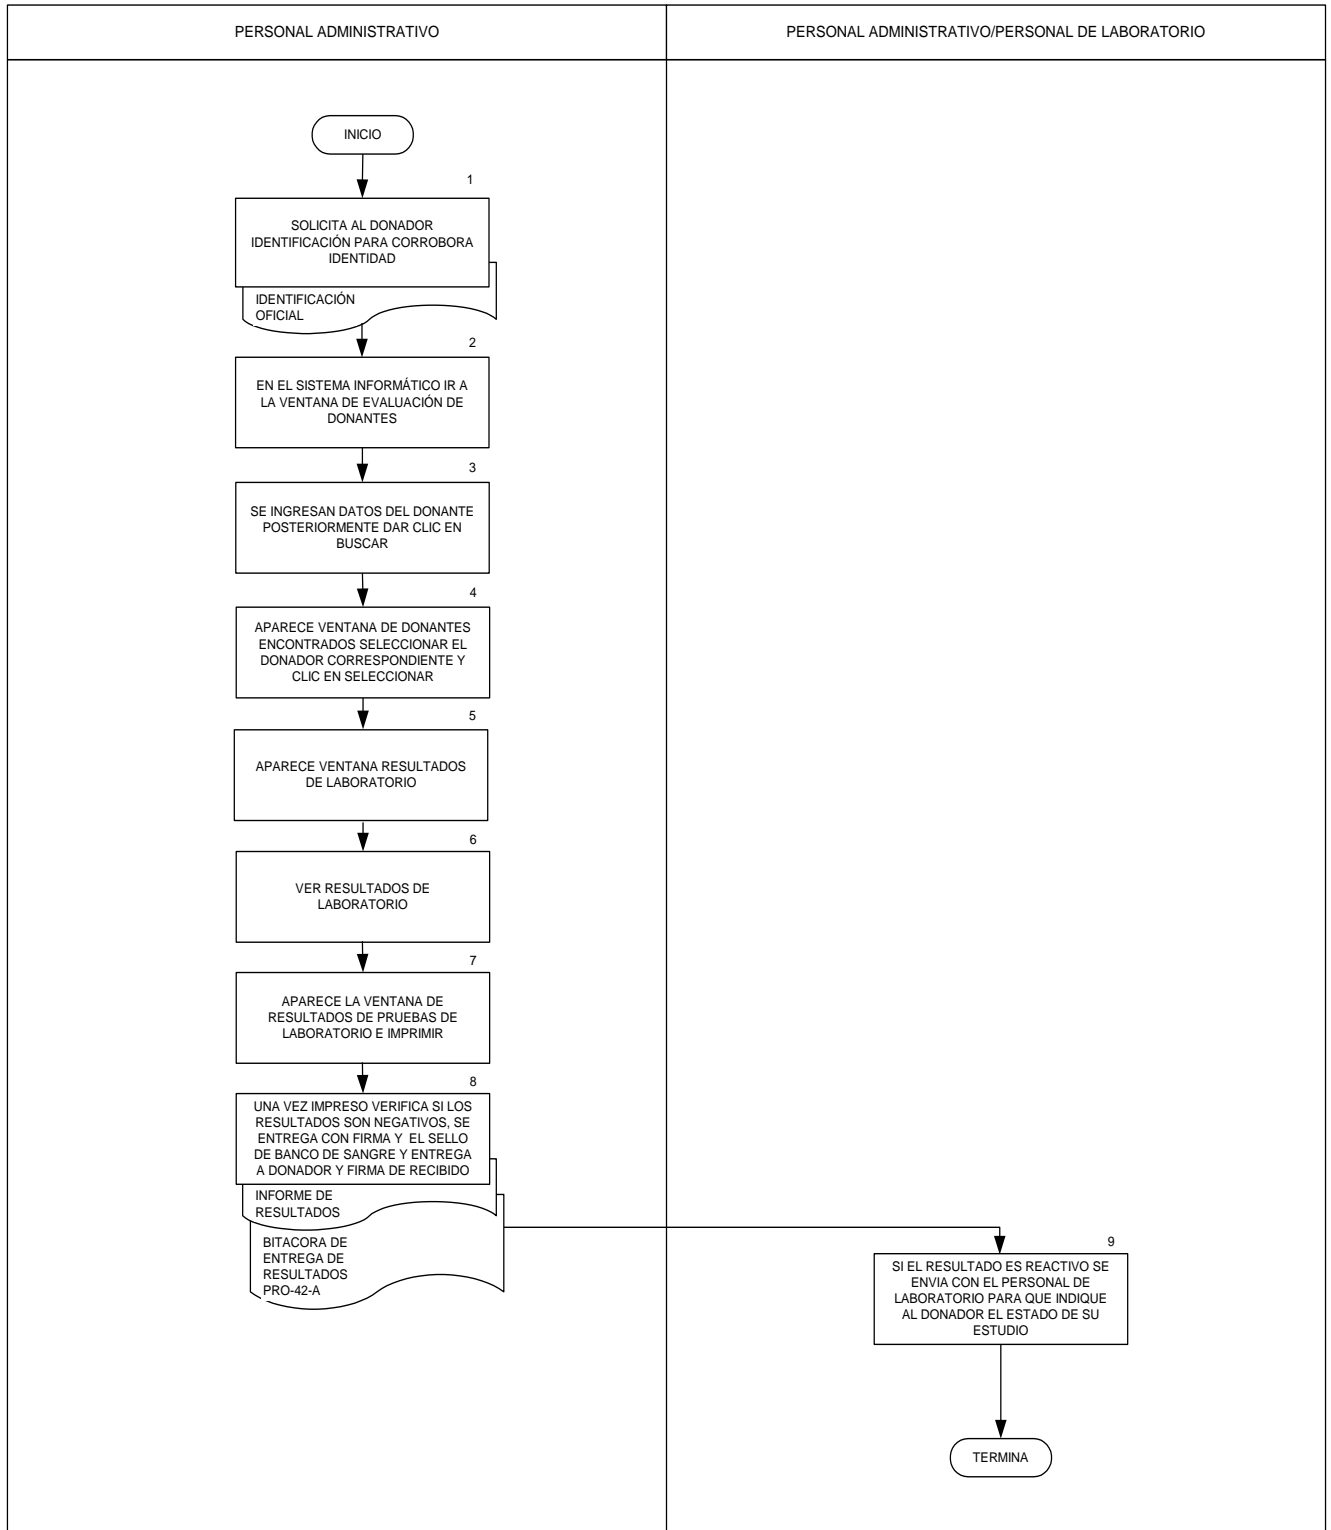 PERSONAL ADMINISTRATIVO
PERSONAL ADMINISTRATIVO/PERSONAL DE LABORATORIO
INICIO
1
SOLICITA AL DONADOR
IDENTIFICACIÓN PARA CORROBORA
IDENTIDAD
IDENTIFICACIÓN
OFICIAL
2
EN EL SISTEMA INFORMÁTICO IR A
LA VENTANA DE EVALUACIÓN DE
DONANTES
3
SE INGRESAN DATOS DEL DONANTE
POSTERIORMENTE DAR CLIC EN
BUSCAR
4
APARECE VENTANA DE DONANTES
ENCONTRADOS SELECCIONAR EL
DONADOR CORRESPONDIENTE Y
CLIC EN SELECCIONAR
5
APARECE VENTANA RESULTADOS
DE LABORATORIO
6
VER RESULTADOS DE
LABORATORIO
7
APARECE LA VENTANA DE
RESULTADOS DE PRUEBAS DE
LABORATORIO E IMPRIMIR
8
UNA VEZ IMPRESO VERIFICA SI LOS
RESULTADOS SON NEGATIVOS, SE
ENTREGA CON FIRMA Y EL SELLO
DE BANCO DE SANGRE Y ENTREGA
A DONADOR Y FIRMA DE RECIBIDO
INFORME DE
RESULTADOS
BITACORA DE
ENTREGA DE
RESULTADOS
PRO-42-A
9
SI EL RESULTADO ES REACTIVO SE
ENVIA CON EL PERSONAL DE
LABORATORIO PARA QUE INDIQUE
AL DONADOR EL ESTADO DE SU
ESTUDIO
TERMINA